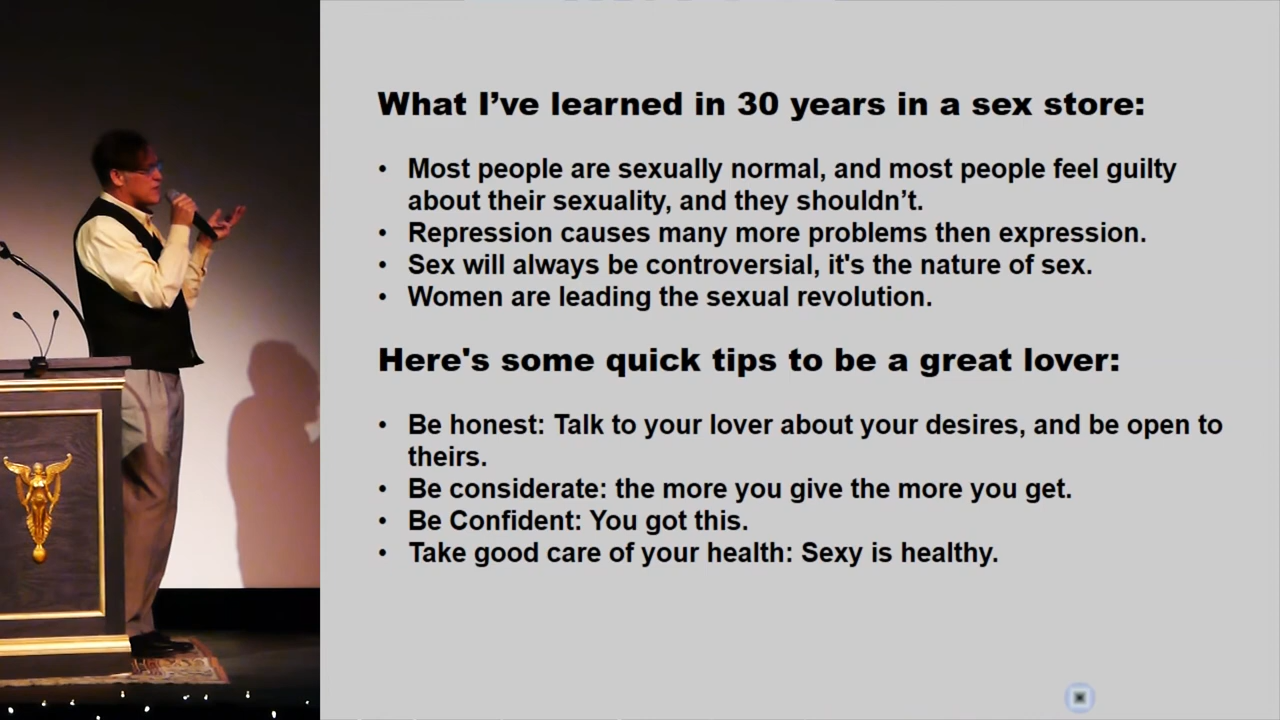 What I’ve learned in 30 years in a sex store:
• Most people are sexually normal, and most people feel guilty
about their sexuality, and they shouldn’t.
• Repression causes many more problems then expression.
• Sex will always be controversial, it's the nature of sex.
• Women are leading the sexual revolution.
Here's some quick tips to be a great lover:
• Be honest: Talk to your lover about your desires, and be open to
theirs.
• Be considerate: the more you give the more you get.
• Be Confident: You got this.
• Take good care of your health: Sexy is healthy.